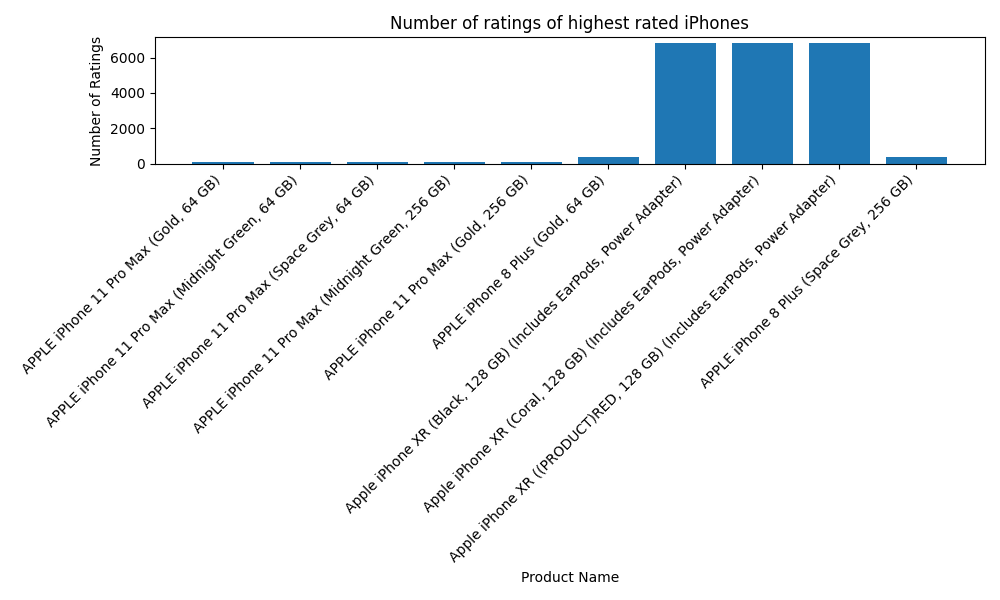 Number of ratings of highest rated iPhones
Number of Ratings
6000
4000
2000
0
APPLE iPhone 11 Pro Max (Gold, 64 GB)
APPLE iPhone 11 Pro Max (Midnight Green, 64 GB)
APPLE iPhone 11 Pro Max (Space Grey, 64 GB)
APPLE iPhone 11 Pro Max (Midnight Green, 256 GB)
APPLE iPhone 11 Pro Max (Gold, 256 GB)
APPLE iPhone 8 Plus (Gold, 64 GB)
Apple iPhone XR (Black, 128 GB) (Includes EarPods, Power Adapter)
Apple iPhone XR (Coral, 128 GB) (Includes EarPods, Power Adapter)
Apple iPhone XR ((PRODUCT)RED, 128 GB) (Includes EarPods, Power Adapter)
APPLE iPhone 8 Plus (Space Grey, 256 GB)
Product Name